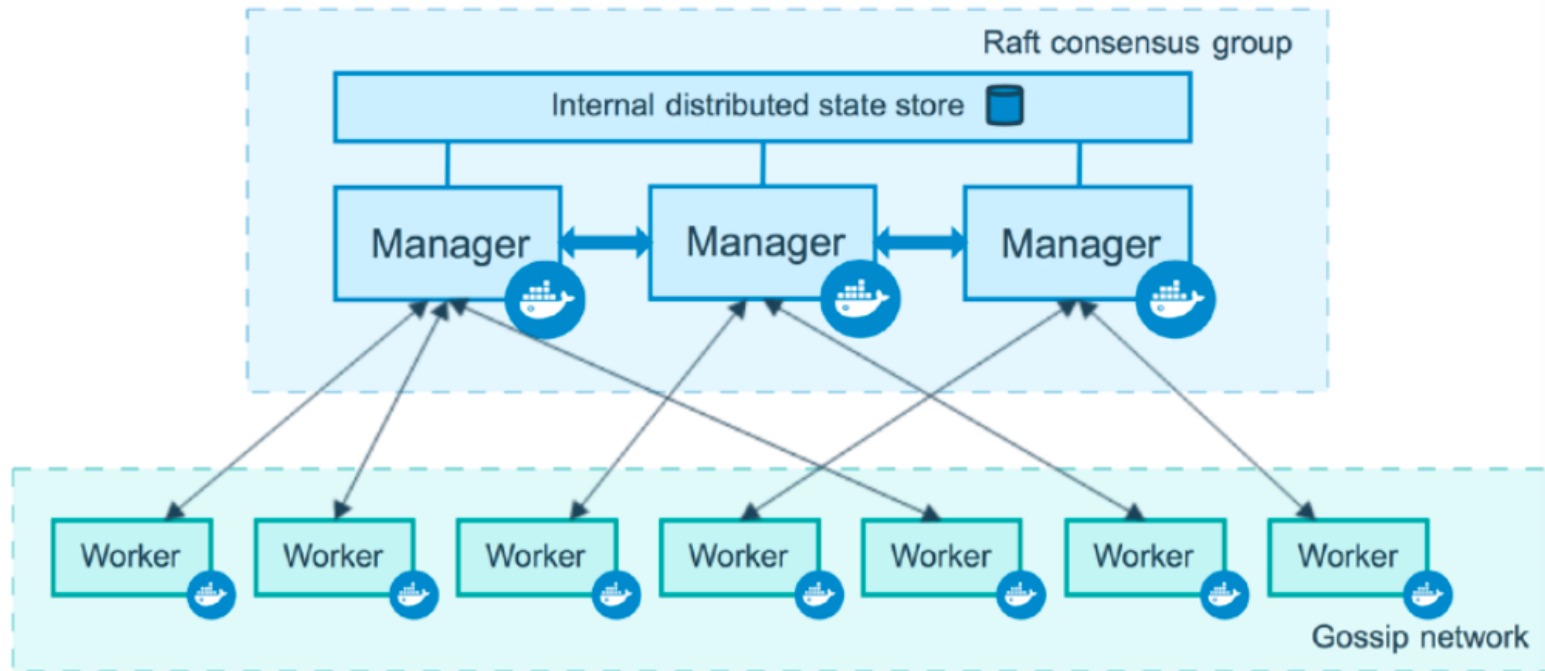 Raft consensus group
Internal distributed state store
Manager
Manager
Manager
Worker
Worker
Worker
Worker
Worker
Worker
Worker
Gossip network